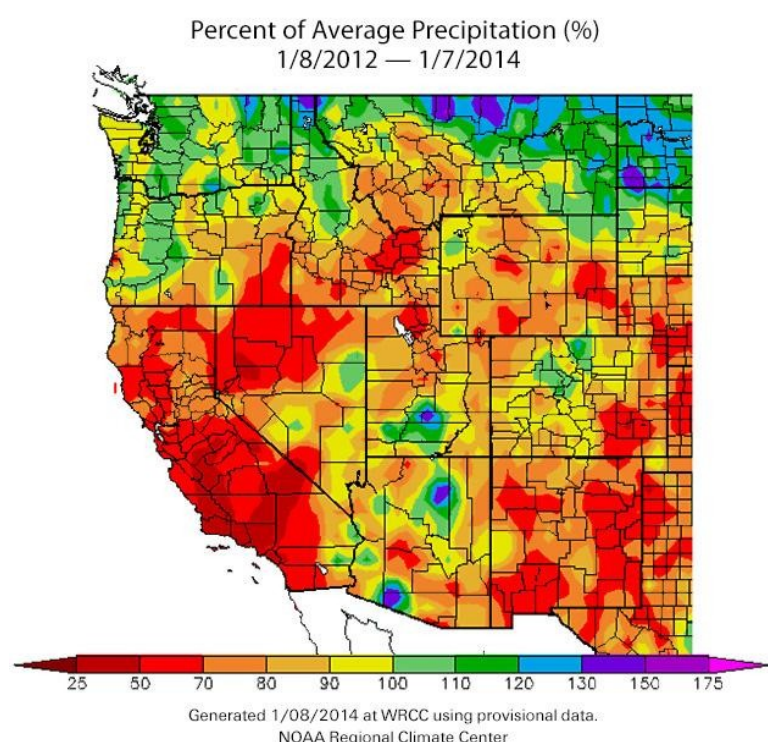 Percent of Average Precipitation (%)
1/8/2012 — 1/7/2014
25 50 70 80 90 100 110 120 130 150 175
Generated 1/08/2014 at WRCC using provisional data.
NOAA Regional Climate Center